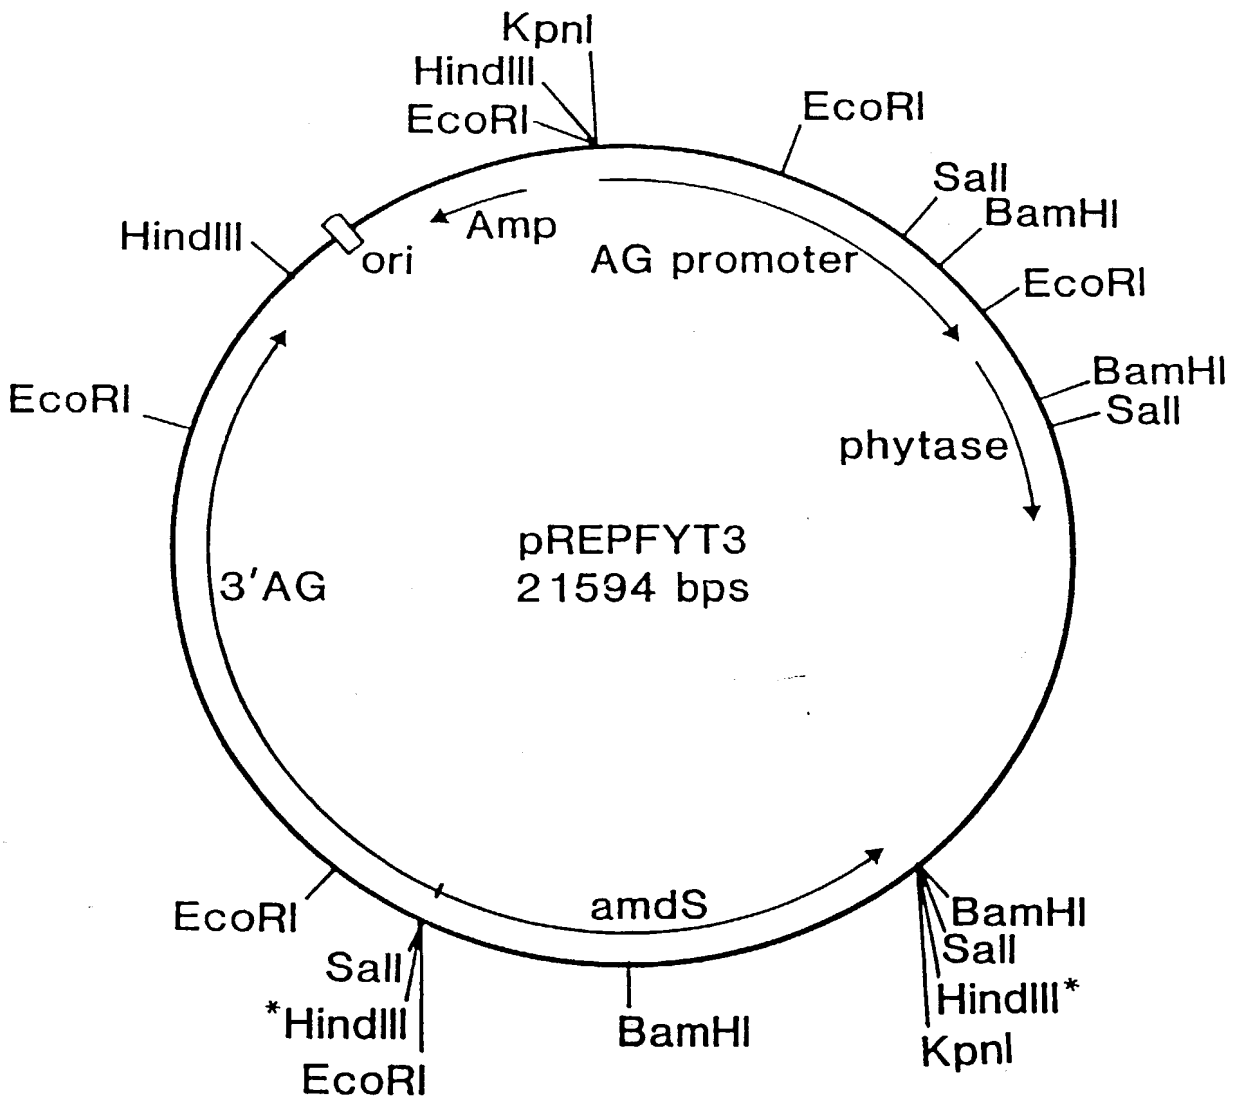 KpnI
HindIII
EcoRI
EcoRI
SalI
BamHI
EcoRI
BamHI
SalI
HindIII
ori
Amp
AG promoter
phytase
EcoRI
pREPFYT3
21594 bps
3'AG
amdS
EcoRI
SalI
*HindIII
EcoRI
BamHI
BamHI
SalI
HindIII*
KpnI